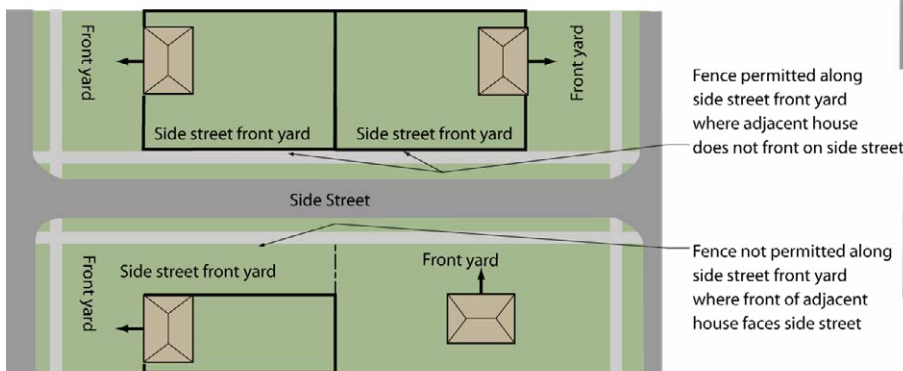 Front yard
Front yard
Side street front yard
Side street front yard
Fence permitted along
side street front yard
where adjacent house
does not front on side street
Side Street
Front yard
Side street front yard
Front yard
Fence not permitted along
side street front yard
where front of adjacent
house faces side street